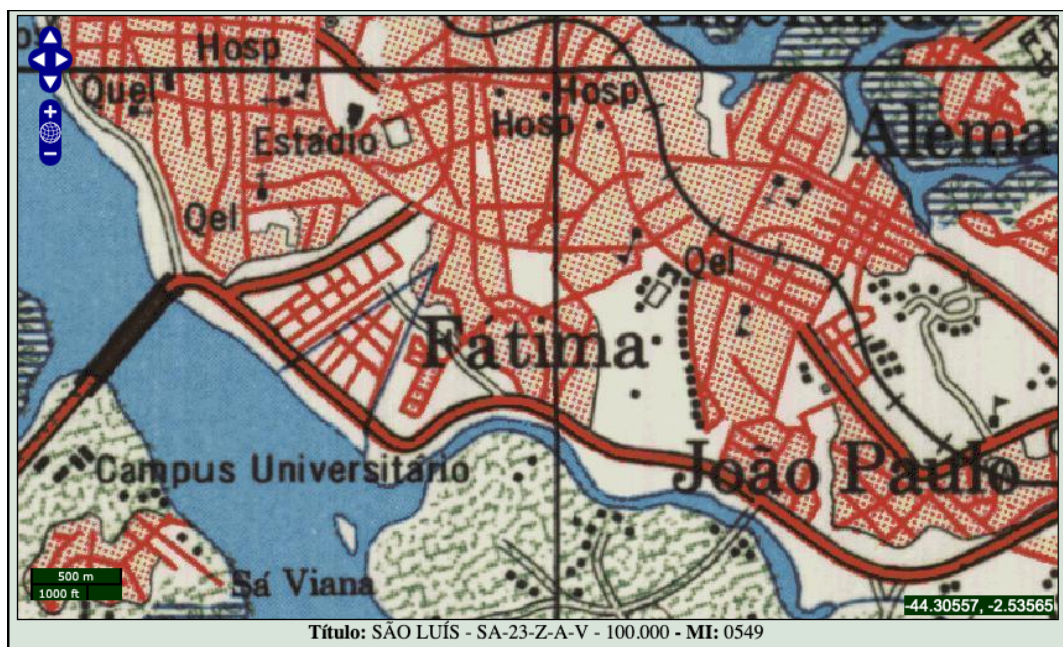 Hosp
Quel
Hosp
Estadio
Hosp
Alema
Qel
Qel
Fátima
João Paulo
Campus Universitário
Sá Viana
500 m
1000 ft
-44.30557, -2.53565
Título: SÃO LUÍS - SA-23-Z-A-V - 100.000 - MI: 0549